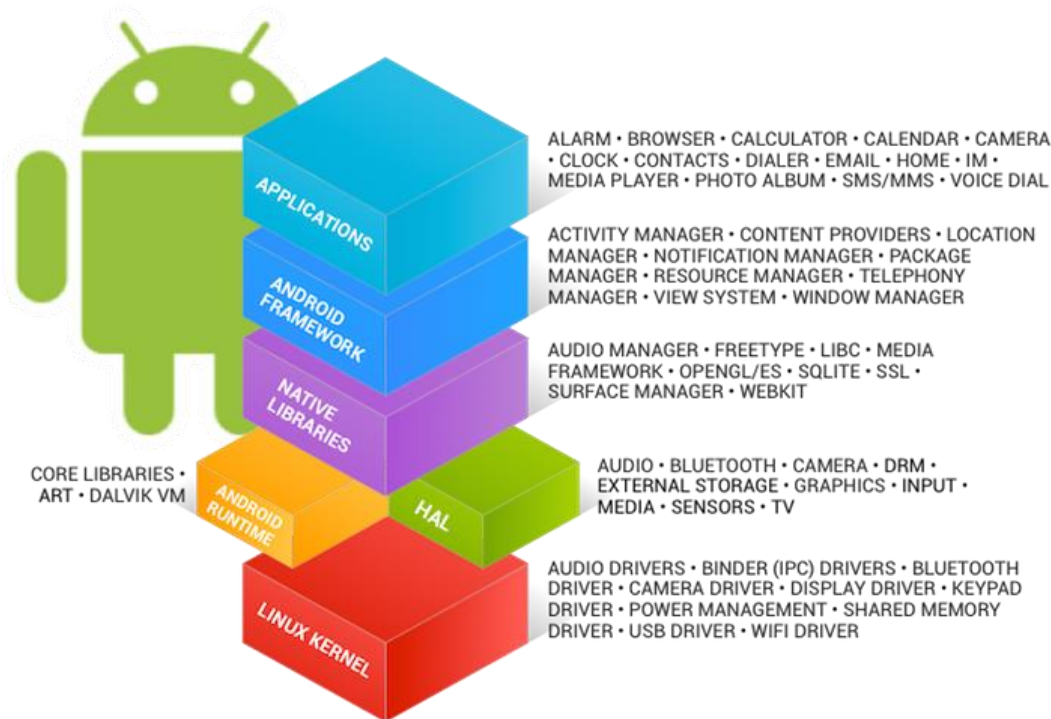 ALARM • BROWSER • CALCULATOR • CALENDAR • CAMERA
• CLOCK • CONTACTS • DIALER • EMAIL • HOME • IM •
MEDIA PLAYER • PHOTO ALBUM • SMS/MMS • VOICE DIAL
APPLICATIONS
ACTIVITY MANAGER • CONTENT PROVIDERS • LOCATION
MANAGER • NOTIFICATION MANAGER • PACKAGE
MANAGER • RESOURCE MANAGER • TELEPHONY
MANAGER • VIEW SYSTEM • WINDOW MANAGER
ANDROID
FRAMEWORK
AUDIO MANAGER • FREETYPE • LIBC • MEDIA
FRAMEWORK • OPENGL/ES • SQLITE • SSL •
SURFACE MANAGER • WEBKIT
NATIVE
LIBRARIES
CORE LIBRARIES •
ART • DALVIK VM
ANDROID
RUNTIME
HAL
AUDIO • BLUETOOTH • CAMERA • DRM •
EXTERNAL STORAGE • GRAPHICS • INPUT •
MEDIA • SENSORS • TV
LINUX KERNEL
AUDIO DRIVERS • BINDER (IPC) DRIVERS • BLUETOOTH
DRIVER • CAMERA DRIVER • DISPLAY DRIVER • KEYPAD
DRIVER • POWER MANAGEMENT • SHARED MEMORY
DRIVER • USB DRIVER • WIFI DRIVER